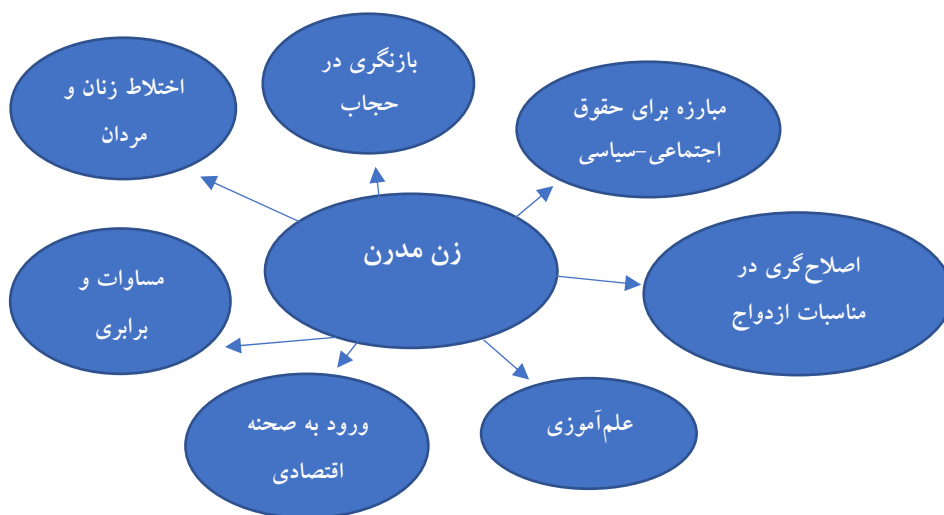 بازنگری در
حجاب
اختلاط زنان و
مردان
مبارزه برای حقوق
اجتماعی-سیاسی
زن مدرن
اصلاح‌گری در
مناسبات ازدواج
مساوات و
برابری
ورود به صحنه
اقتصادی
علم‌آموزی